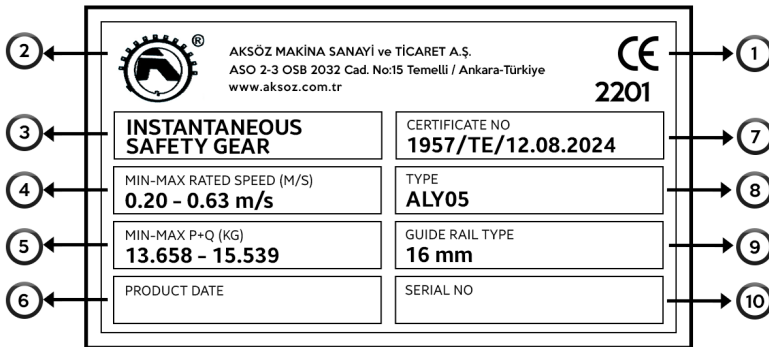 ®
AKSÖZ MAKİNA SANAYİ ve TİCARET A.Ş.
ASO 2-3 OSB 2032 Cad. No:15 Temelli / Ankara-Türkiye
www.aksoz.com.tr
CE
2201
2
1
3
INSTANTANEOUS
SAFETY GEAR
CERTIFICATE NO
1957/TE/12.08.2024
7
4
MIN-MAX RATED SPEED (M/S)
0.20 - 0.63 m/s
TYPE
ALY05
8
5
MIN-MAX P+Q (KG)
13.658 - 15.539
GUIDE RAIL TYPE
16 mm
9
6
PRODUCT DATE
SERIAL NO
10